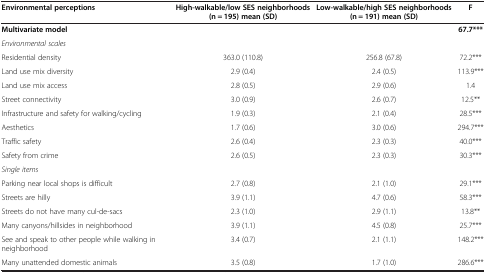 Environmental perceptions High-walkable/low SES neighborhoods Low-walkable/high SES neighborhoods F
(n = 195) mean (SD) (n = 191) mean (SD)
Multivariate model 67.7***
Environmental scales
Residential density 363.0 (110.8) 256.8 (67.8) 72.2***
Land use mix diversity 2.9 (0.4) 2.4 (0.5) 113.9***
Land use mix access 2.8 (0.5) 2.9 (0.6) 1.4
Street connectivity 3.0 (0.9) 2.6 (0.7) 12.5**
Infrastructure and safety for walking/cycling 1.9 (0.3) 2.1 (0.4) 28.5***
Aesthetics 1.7 (0.6) 3.0 (0.6) 294.7***
Traffic safety 2.6 (0.4) 2.3 (0.3) 40.0***
Safety from crime 2.6 (0.5) 2.3 (0.3) 30.3***
Single items
Parking near local shops is difficult 2.7 (0.8) 2.1 (1.0) 29.1***
Streets are hilly 3.9 (1.1) 4.7 (0.6) 58.3***
Streets do not have many cul-de-sacs 2.3 (1.0) 2.9 (1.1) 13.8**
Many canyons/hillsides in neighborhood 3.9 (1.1) 4.5 (0.8) 25.7***
See and speak to other people while walking in 3.4 (0.7) 2.1 (1.1) 148.2***
neighborhood
Many unattended domestic animals 3.5 (0.8) 1.7 (1.0) 286.6***